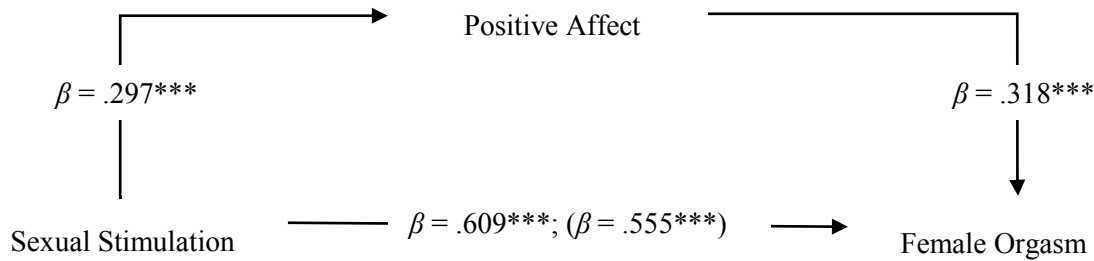 Positive Affect
β = .297***
β = .318***
β = .609***; (β = .555***)
Sexual Stimulation
Female Orgasm